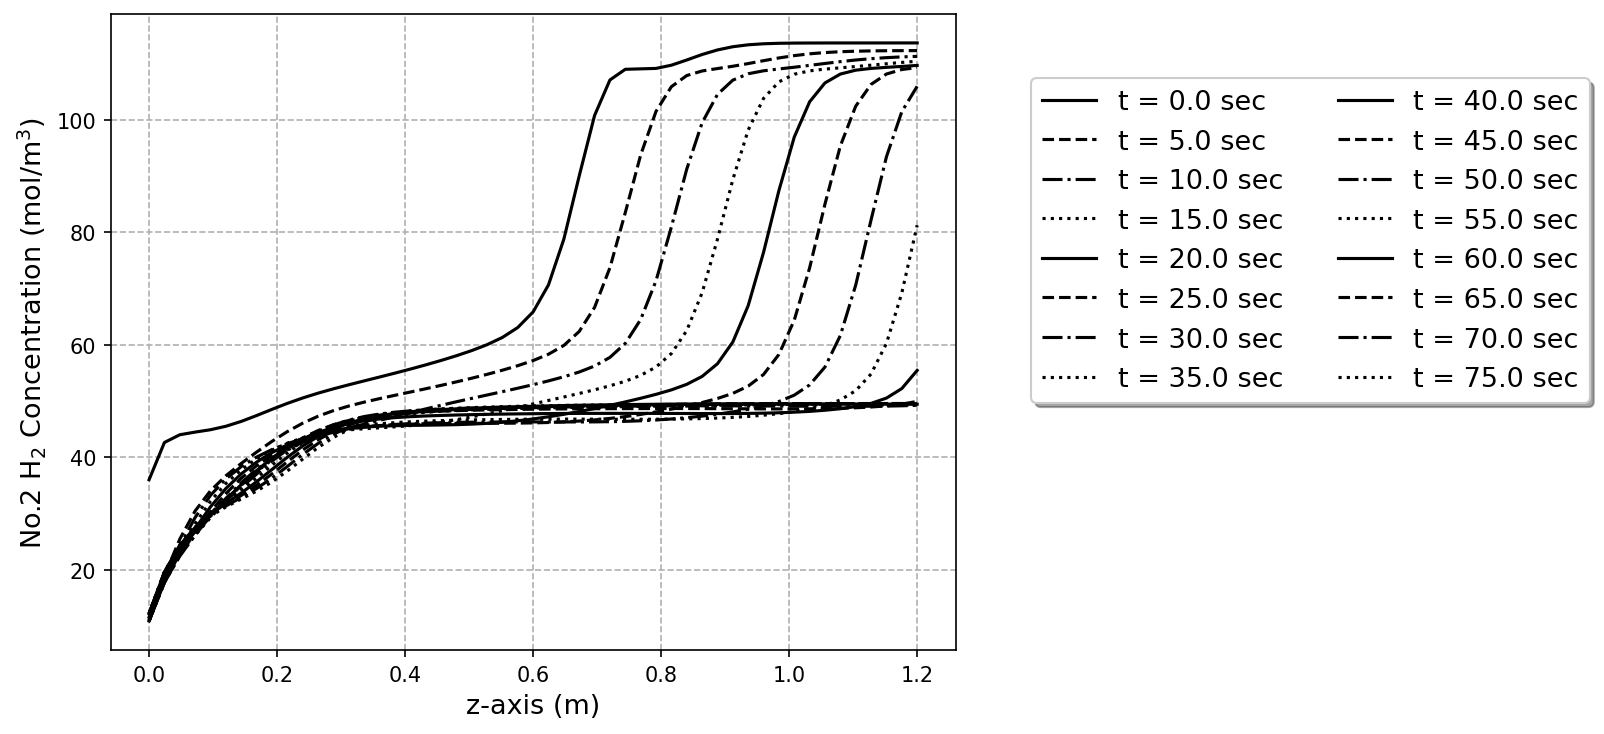 No.2 H₂ Concentration (mol/m³)
100
80
60
40
20
0.0 0.2 0.4 0.6 0.8 1.0 1.2
z-axis (m)
t = 0.0 sec
t = 5.0 sec
t = 10.0 sec
t = 15.0 sec
t = 20.0 sec
t = 25.0 sec
t = 30.0 sec
t = 35.0 sec
t = 40.0 sec
t = 45.0 sec
t = 50.0 sec
t = 55.0 sec
t = 60.0 sec
t = 65.0 sec
t = 70.0 sec
t = 75.0 sec